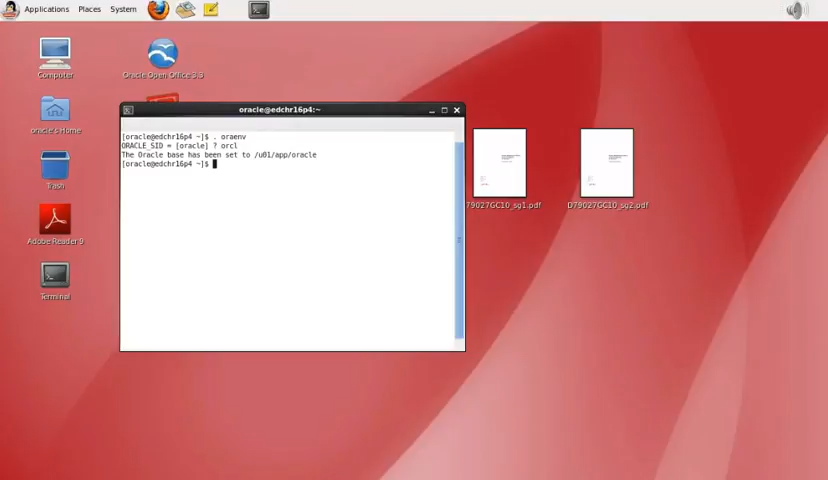 Applications Places System
Computer
Oracle Open Office 3.3
oracle's Home
Trash
Adobe Reader 9
Terminal
oracle@edchr16p4:~
[oracle@edchr16p4 ~]$ . oraenv
ORACLE_SID = [oracle] ? orcl
The Oracle base has been set to /u01/app/oracle
[oracle@edchr16p4 ~]$
79027GC10_sg1.pdf
D79027GC10_sg2.pdf